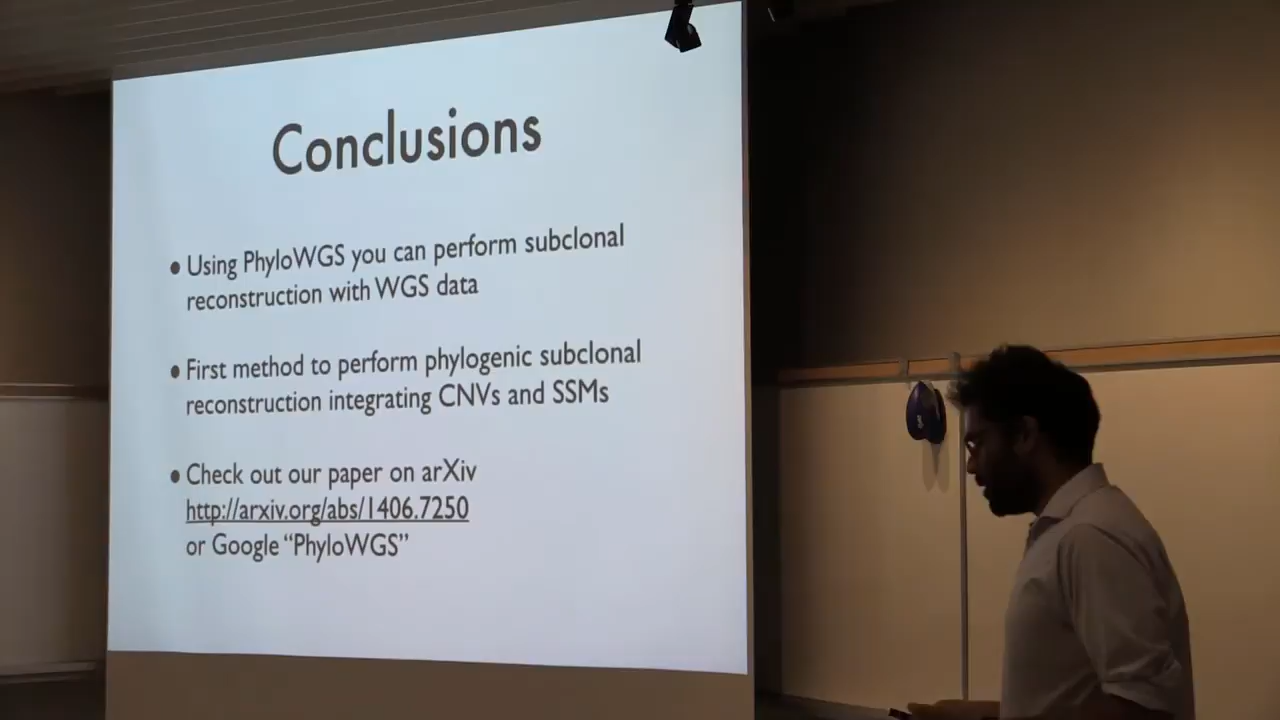 Conclusions
• Using PhyloWGS you can perform subclonal
reconstruction with WGS data
• First method to perform phylogenic subclonal
reconstruction integrating CNVs and SSMs
• Check out our paper on arXiv
http://arxiv.org/abs/1406.7250
or Google “PhyloWGS”